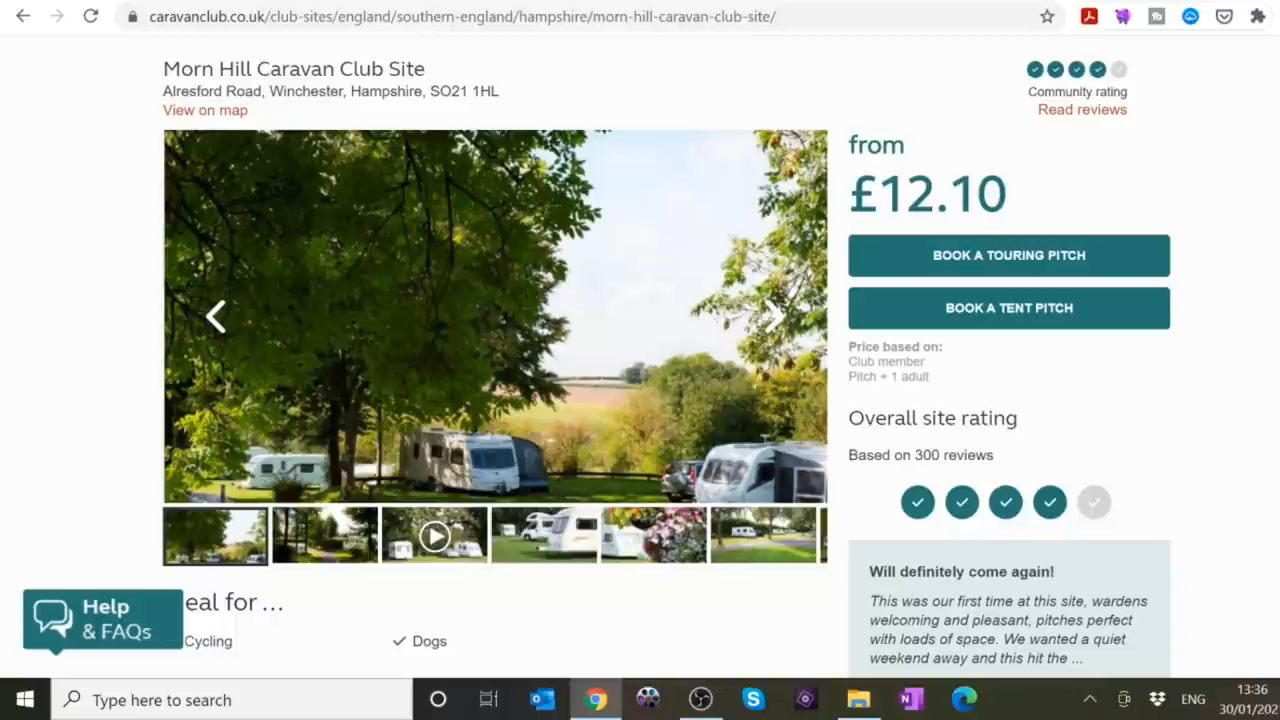 caravanclub.co.uk/club-sites/england/southern-england/hampshire/morn-hill-caravan-club-site/
Morn Hill Caravan Club Site
Alresford Road, Winchester, Hampshire, SO21 1HL
View on map
Community rating
Read reviews
from
£12.10
BOOK A TOURING PITCH
BOOK A TENT PITCH
Price based on:
Club member
Pitch + 1 adult
Overall site rating
Based on 300 reviews
Will definitely come again!
This was our first time at this site, wardens
welcoming and pleasant, pitches perfect
with loads of space. We wanted a quiet
weekend away and this hit the ...
eal for ...
Cycling
Dogs
Help
& FAQs
Type here to search
ENG
13:36
30/01/202